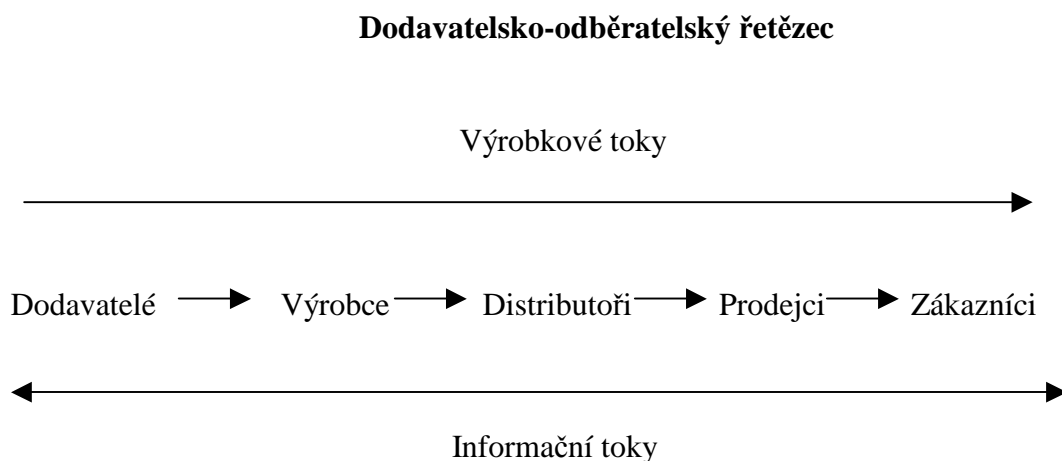 Dodavatelsko-odběratelský řetězec
Výrobkové toky
Dodavatelé Výrobce Distributoři Prodejci Zákazníci
Informační toky